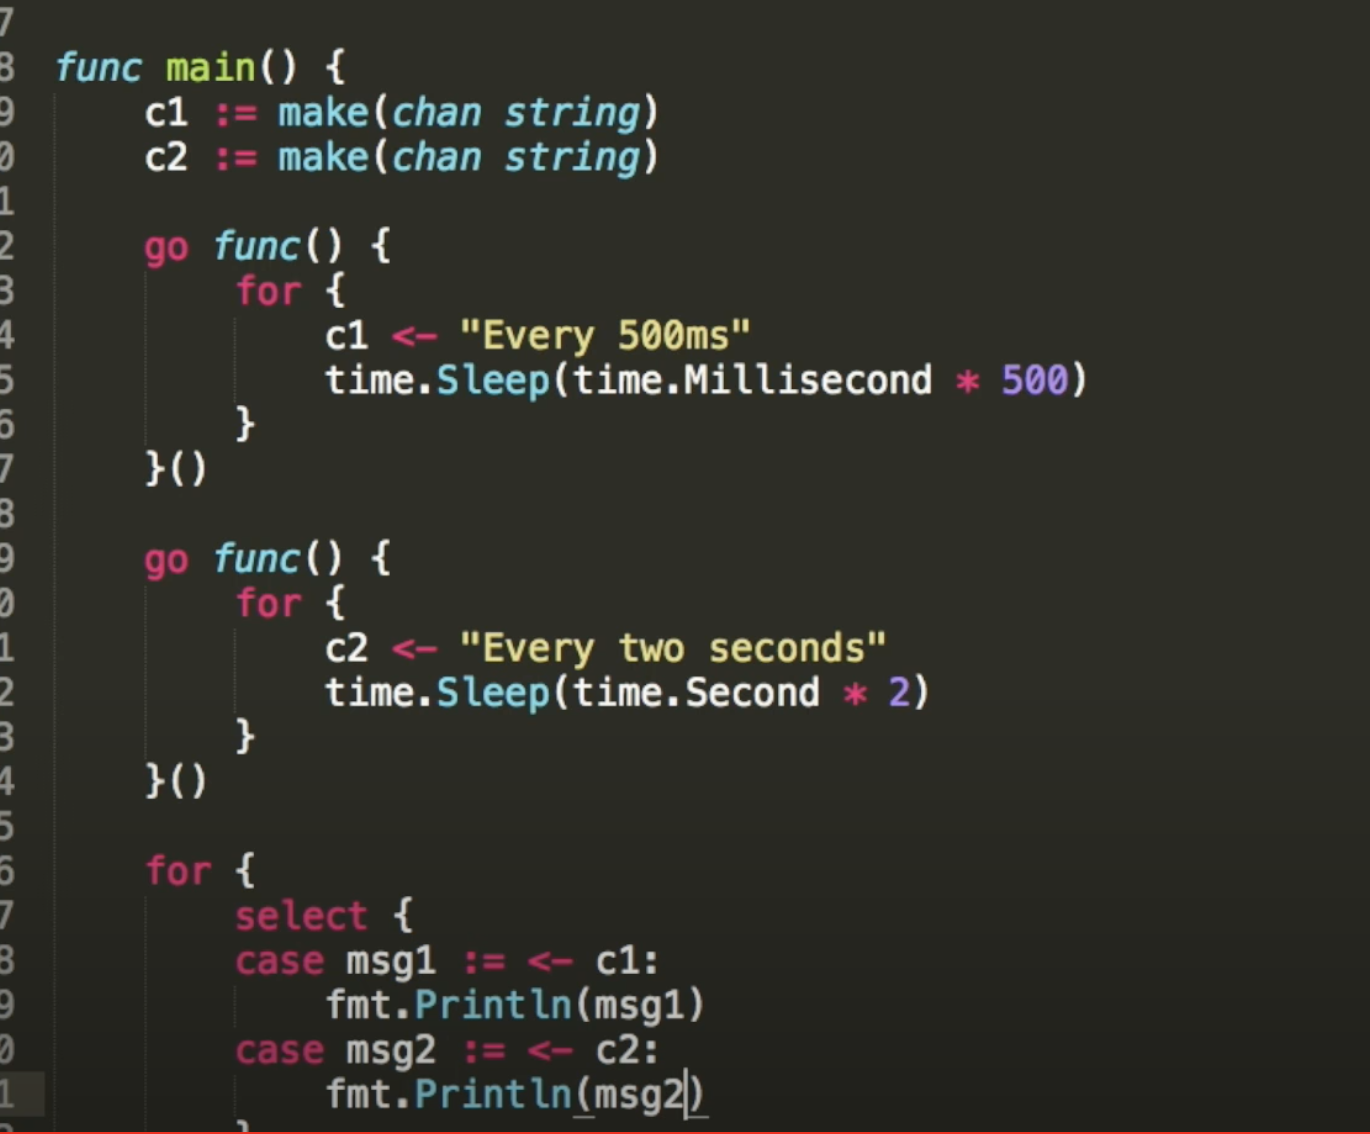 7
8 func main() {
9 c1 := make(chan string)
0 c2 := make(chan string)
1
2 go func() {
3 for {
4 c1 <- "Every 500ms"
5 time.Sleep(time.Millisecond * 500)
6 }
7 }()
8
9 go func() {
0 for {
1 c2 <- "Every two seconds"
2 time.Sleep(time.Second * 2)
3 }
4 }()
5
6 for {
7 select {
8 case msg1 := <- c1:
9 fmt.Println(msg1)
0 case msg2 := <- c2:
1 fmt.Println(msg2)
}